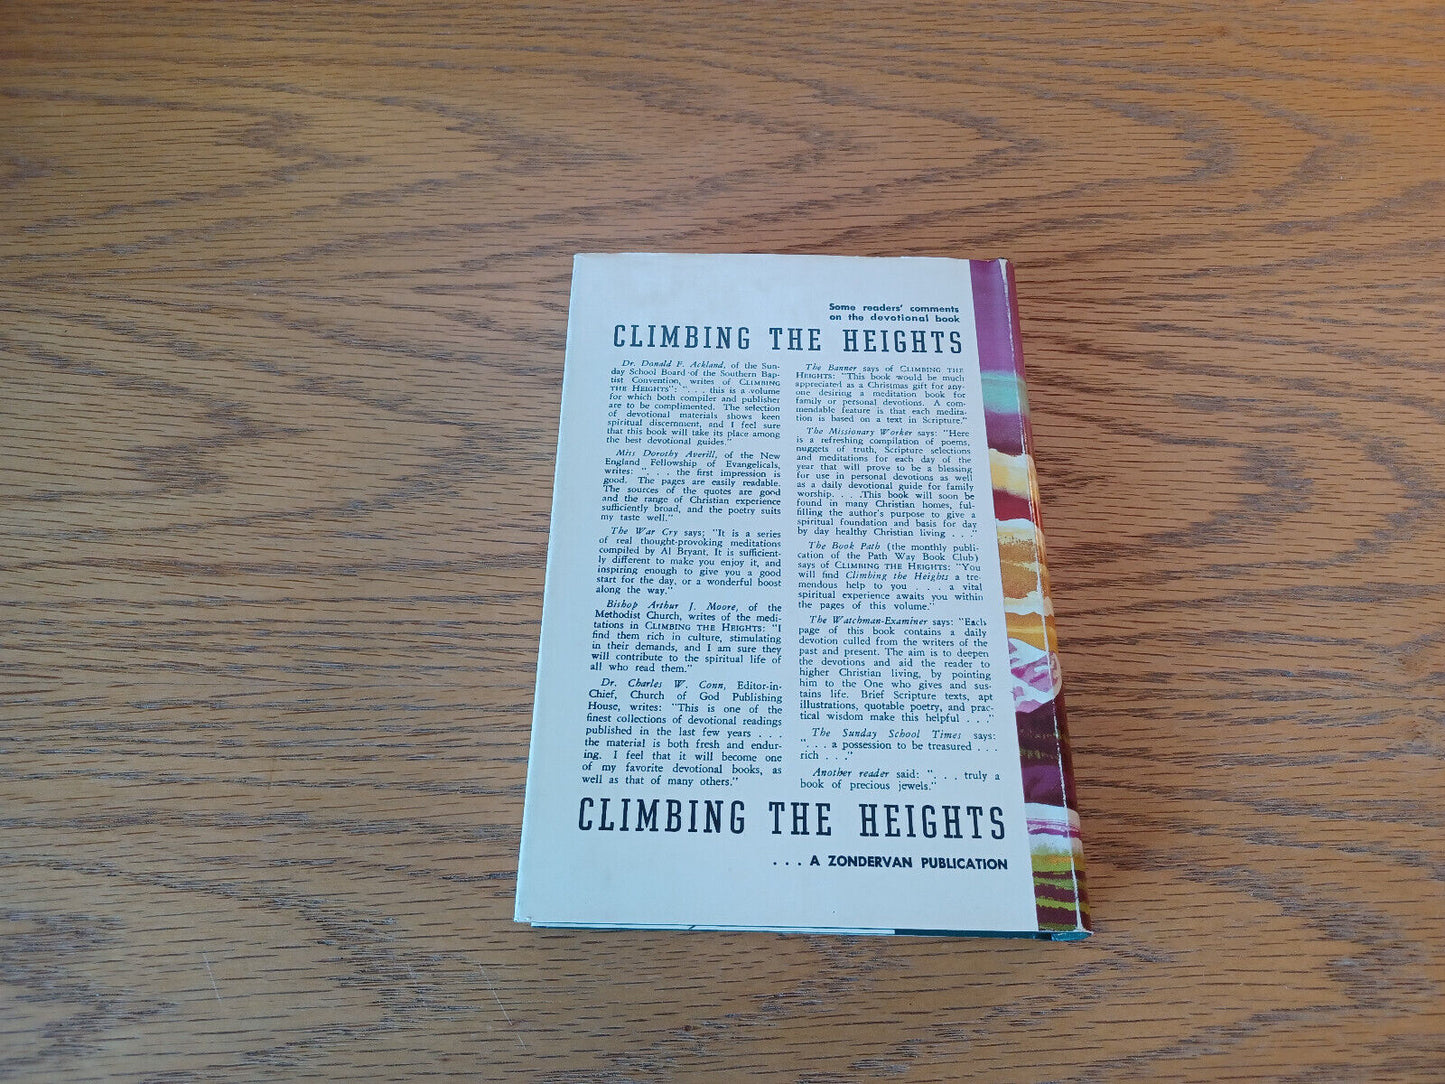 Some readers' comments
on the devotional book
CLIMBING THE HEIGHTS
Dr. Donald F. Ackland, of the Sun-
day School Board of the Southern Bap-
tist Convention, writes of CLIMBING
THE HEIGHTS": ". . . this is a volume
for which both compiler and publisher
are to be complimented. The selection
of devotional materials shows keen
spiritual discernment, and I feel sure
that this book will take its place among
the best devotional guides."
Miss Dorothy Averill, of the New
England Fellowship of Evangelicals,
writes: ". . . the first impression is
good. The pages are easily readable.
The sources of the quotes are good
and the range of Christian experience
sufficiently broad, and the poetry suits
my taste well."
The War Cry says; "It is a series
of real thought-provoking meditations
compiled by Al Bryant. It is sufficient-
ly different to make you enjoy it, and
inspiring enough to give you a good
start for the day, or a wonderful boost
along the way."
Bishop Arthur J. Moore, of the
Methodist Church, writes of the medi-
tations in CLIMBING THE HEIGHTS: "I
find them rich in culture, stimulating
in their demands, and I am sure they
will contribute to the spiritual life of
all who read them."
Dr. Charles W. Conn, Editor-in-
Chief, Church of God Publishing
House, writes: "This is one of the
finest collections of devotional readings
published in the last few years . . .
the material is both fresh and endur-
ing. I feel that it will become one
of my favorite devotional books, as
well as that of many others."
The Banner says of CLIMBING THE
HEIGHTS: "This book would be much
appreciated as a Christmas gift for any-
one desiring a meditation book for
family or personal devotions. A com-
mendable feature is that each medita-
tion is based on a text in Scripture."
The Missionary Worker says: "Here
is a refreshing compilation of poems,
nuggets of truth, Scripture selections
and meditations for each day of the
year that will prove to be a blessing
for use in personal devotions as well
as a daily devotional guide for family
worship. . . .This book will soon be
found in many Christian homes, ful-
filling the author's purpose to give a
spiritual foundation and basis for day
by day healthy Christian living . . ."
The Book Path (the monthly publi-
cation of the Path Way Book Club)
says of CLIMBING THE HEIGHTS: "You
will find Climbing the Heights a tre-
mendous help to you . . . a vital
spiritual experience awaits you within
the pages of this volume."
The Watchman-Examiner says: "Each
page of this book contains a daily
devotion culled from the writers of the
past and present. The aim is to deepen
the devotions and aid the reader to
higher Christian living, by pointing
him to the One who gives and sus-
tains life. Brief Scripture texts, apt
illustrations, quotable poetry, and prac-
tical wisdom make this helpful . . ."
The Sunday School Times says:
". . . a possession to be treasured . . .
rich . . ."
Another reader said: ". . . truly a
book of precious jewels."
CLIMBING THE HEIGHTS
. . . A ZONDERVAN PUBLICATION